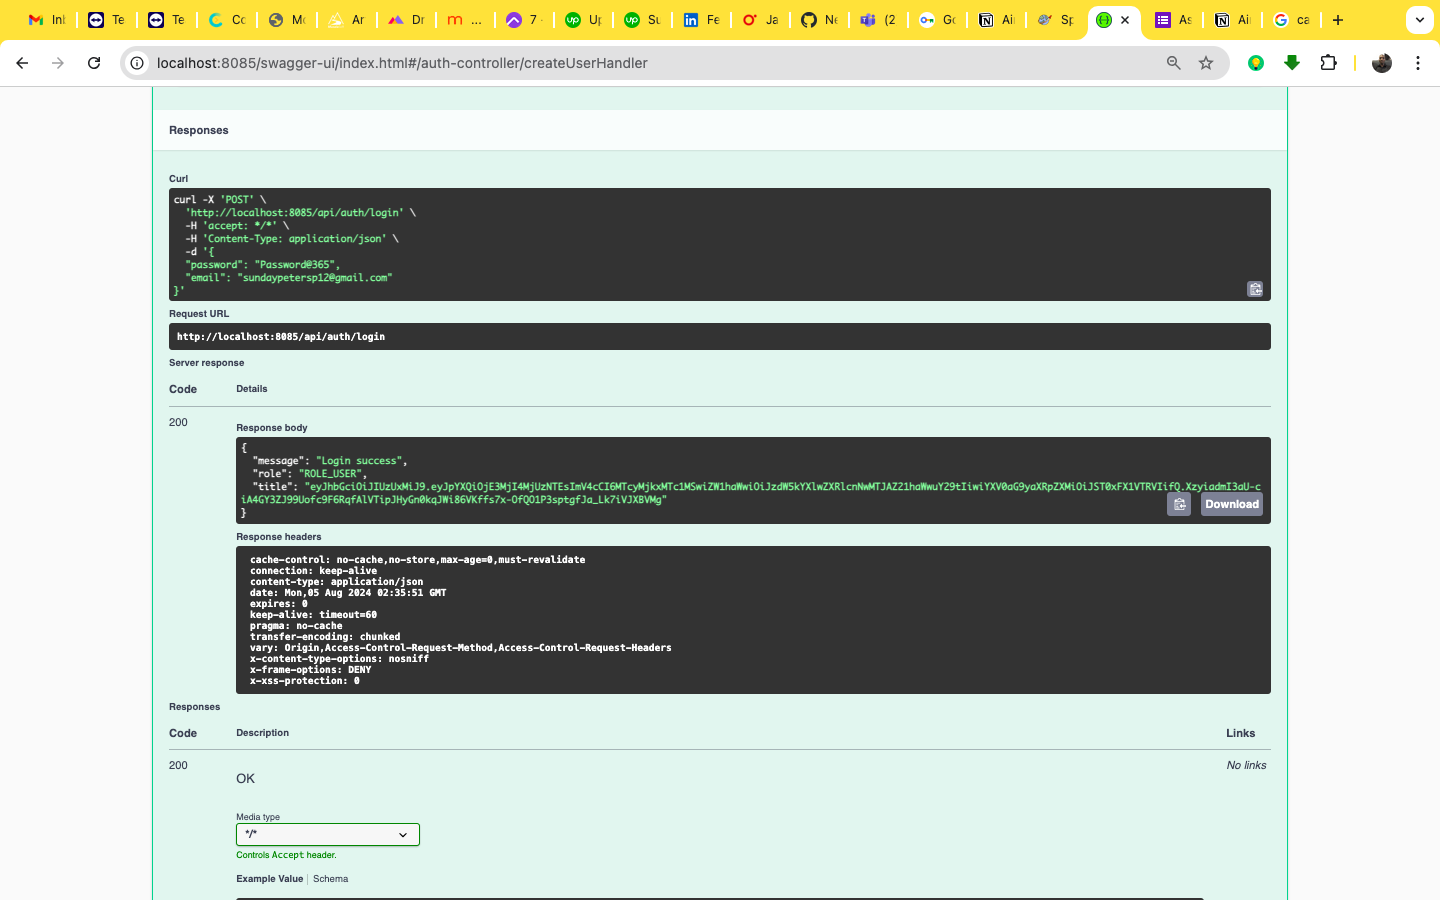 Inb Te Te Co Mo Ar Dr ... 7 Up Su Fe Ja Ne (2 Go Ai Sp As Ai ca
localhost:8085/swagger-ui/index.html#/auth-controller/createUserHandler
Responses
Curl
curl -X 'POST' \
'http://localhost:8085/api/auth/login' \
-H 'accept: */*' \
-H 'Content-Type: application/json' \
-d '{
"password": "Password@365",
"email": "sundaypetersp12@gmail.com"
}'
Request URL
http://localhost:8085/api/auth/login
Server response
Code Details
200
Response body
{
"message": "Login success",
"role": "ROLE_USER",
"title": "eyJhbGciOiJIUzUxMiJ9.eyJpYXQiOjE3MjI4MjUzNTEsImV4cCI6MTcyMjkxMTc1MSwiZW1haWwiOiJzdW5kYXlwZXRlcnNwMTJAZ21haWwuY29tIiwiYXV0aG9yaXRpZXMiOiJST0xFX1VTRVIifQ.XzyiadmI3aU-c
iA4GY3ZJ99Uofc9F6RqfAlVTipJHyGn0kqJWi86VKffs7x-OfQO1P3sptgfJa_Lk7iVJXBVMg"
}
Download
Response headers
cache-control: no-cache,no-store,max-age=0,must-revalidate
connection: keep-alive
content-type: application/json
date: Mon,05 Aug 2024 02:35:51 GMT
expires: 0
keep-alive: timeout=60
pragma: no-cache
transfer-encoding: chunked
vary: Origin,Access-Control-Request-Method,Access-Control-Request-Headers
x-content-type-options: nosniff
x-frame-options: DENY
x-xss-protection: 0
Responses
Code Description Links
200 No links
OK
Media type
*/*
Controls Accept header.
Example Value Schema